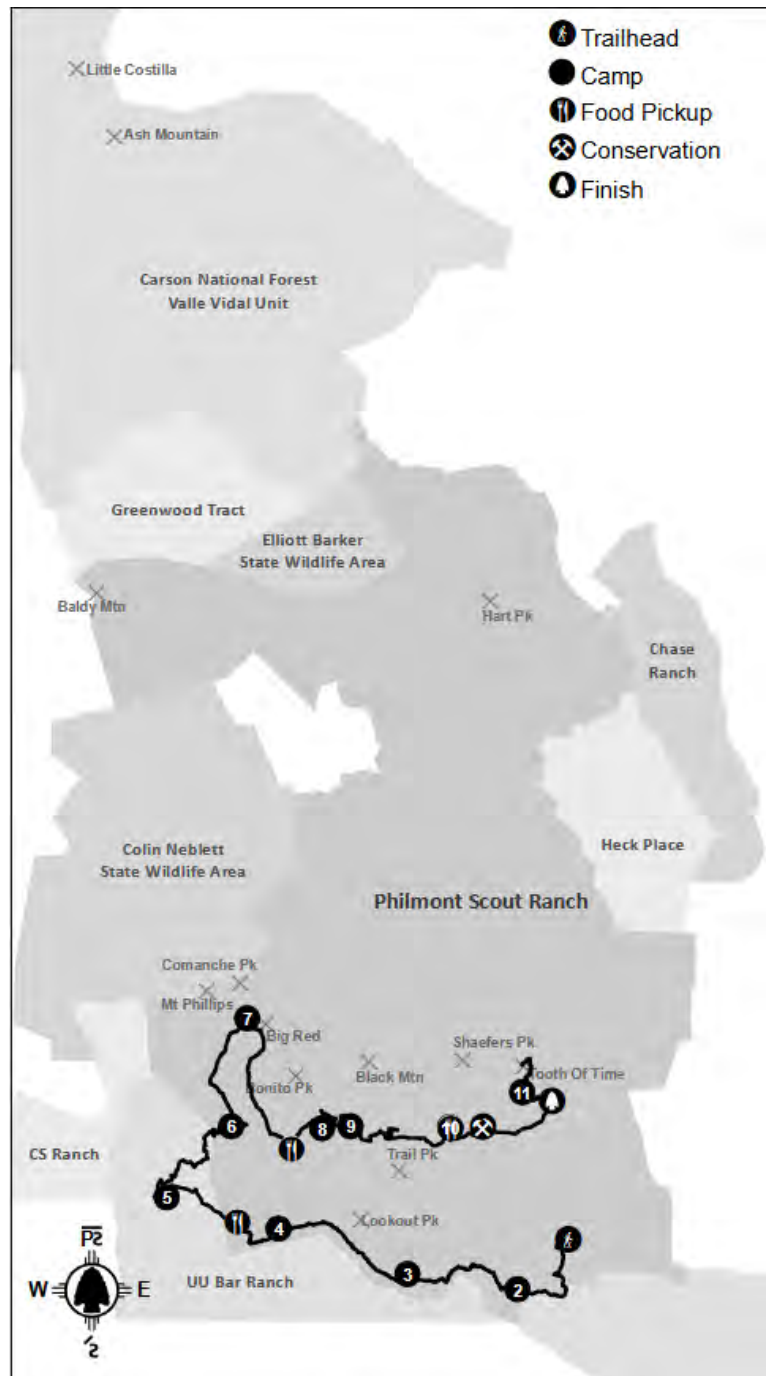 Trailhead
Camp
Food Pickup
Conservation
Finish
Little Costilla
Ash Mountain
Carson National Forest
Valle Vidal Unit
Greenwood Tract
Elliott Barker
State Wildlife Area
Baldy Mtn
Hart Pk
Chase
Ranch
Colin Neblett
State Wildlife Area
Heck Place
Philmont Scout Ranch
Comanche Pk
Mt Phillips
7
Big Red
Shaefers Pk
Black Mtn
Tooth Of Time
Bonito Pk
11
6
8
9
10
CS Ranch
Trail Pk
5
4
Lookout Pk
3
2
UU Bar Ranch
W
E